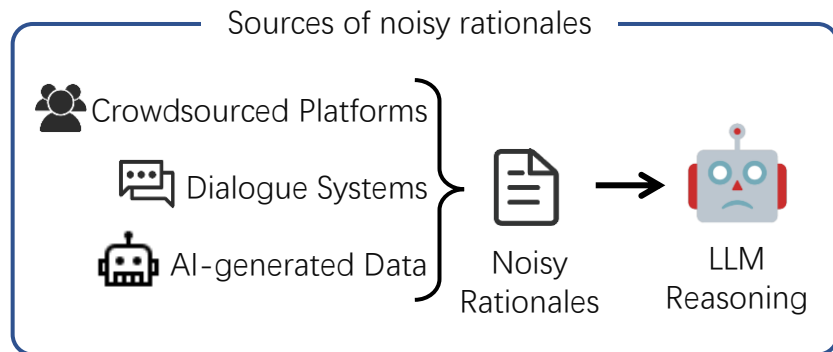 Sources of noisy rationales
Crowdsourced Platforms
Dialogue Systems
AI-generated Data
Noisy
Rationales
LLM
Reasoning